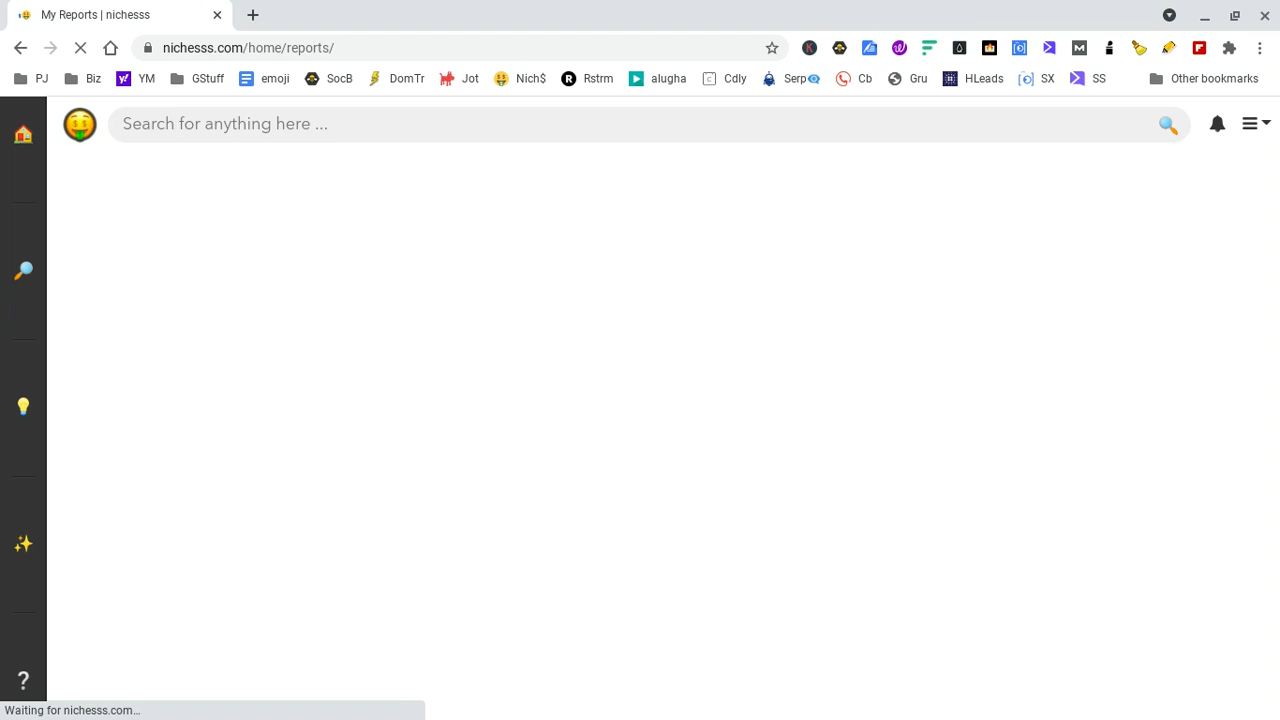 My Reports | nichesss
nichesss.com/home/reports/
PJ Biz YM GStuff emoji SocB DomTr Jot Nich$ Rstrm alugha Cdly Serp Cb Gru HLeads SX SS Other bookmarks
Search for anything here ...
Waiting for nichesss.com...